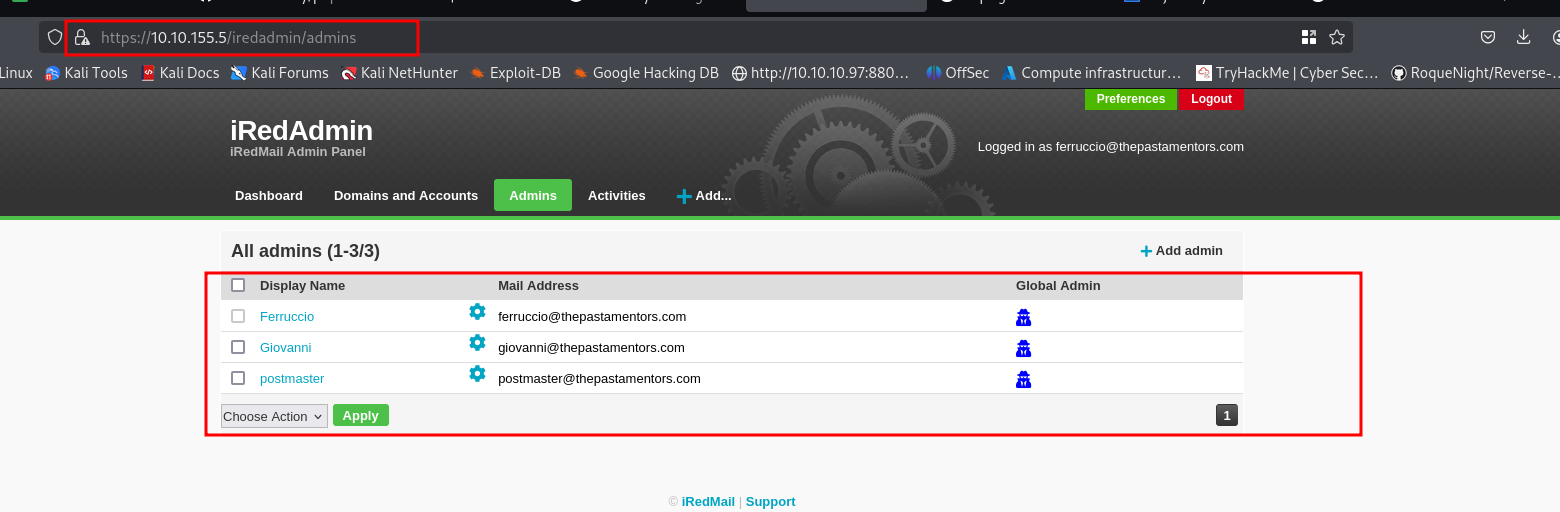 https://10.10.155.5/iredadmin/admins
Linux Kali Tools Kali Docs Kali Forums Kali NetHunter Exploit-DB Google Hacking DB http://10.10.10.97:880... OffSec Compute infrastructur... TryHackMe | Cyber Sec... RoqueNight/Reverse-...
Preferences Logout
iRedAdmin
iRedMail Admin Panel
Logged in as ferruccio@thepastamentors.com
Dashboard Domains and Accounts Admins Activities Add...
All admins (1-3/3) Add admin
Display Name Mail Address Global Admin
Ferruccio ferruccio@thepastamentors.com
Giovanni giovanni@thepastamentors.com
postmaster postmaster@thepastamentors.com
Choose Action Apply 1
© iRedMail | Support